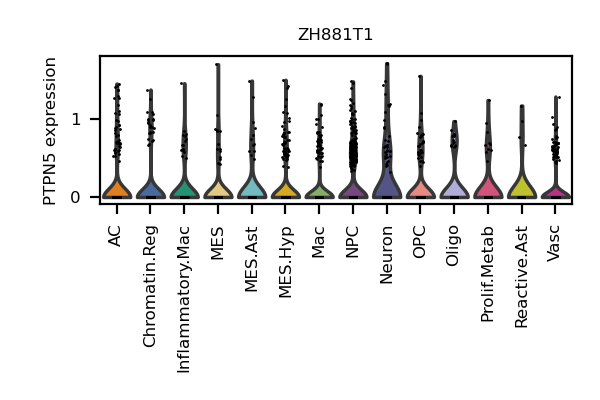 ZH881T1
PTPN5 expression
1
0
AC
Chromatin.Reg
Inflammatory.Mac
MES
MES.Ast
MES.Hyp
Mac
NPC
Neuron
OPC
Oligo
Prolif.Metab
Reactive.Ast
Vasc